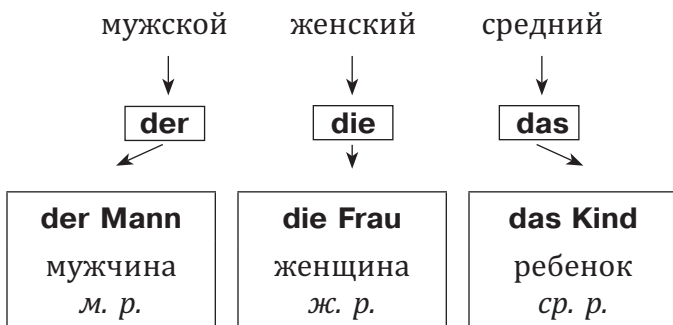 мужской женский средний
der die das
der Mann die Frau das Kind
мужчина женщина ребенок
м. р. ж. р. ср. р.